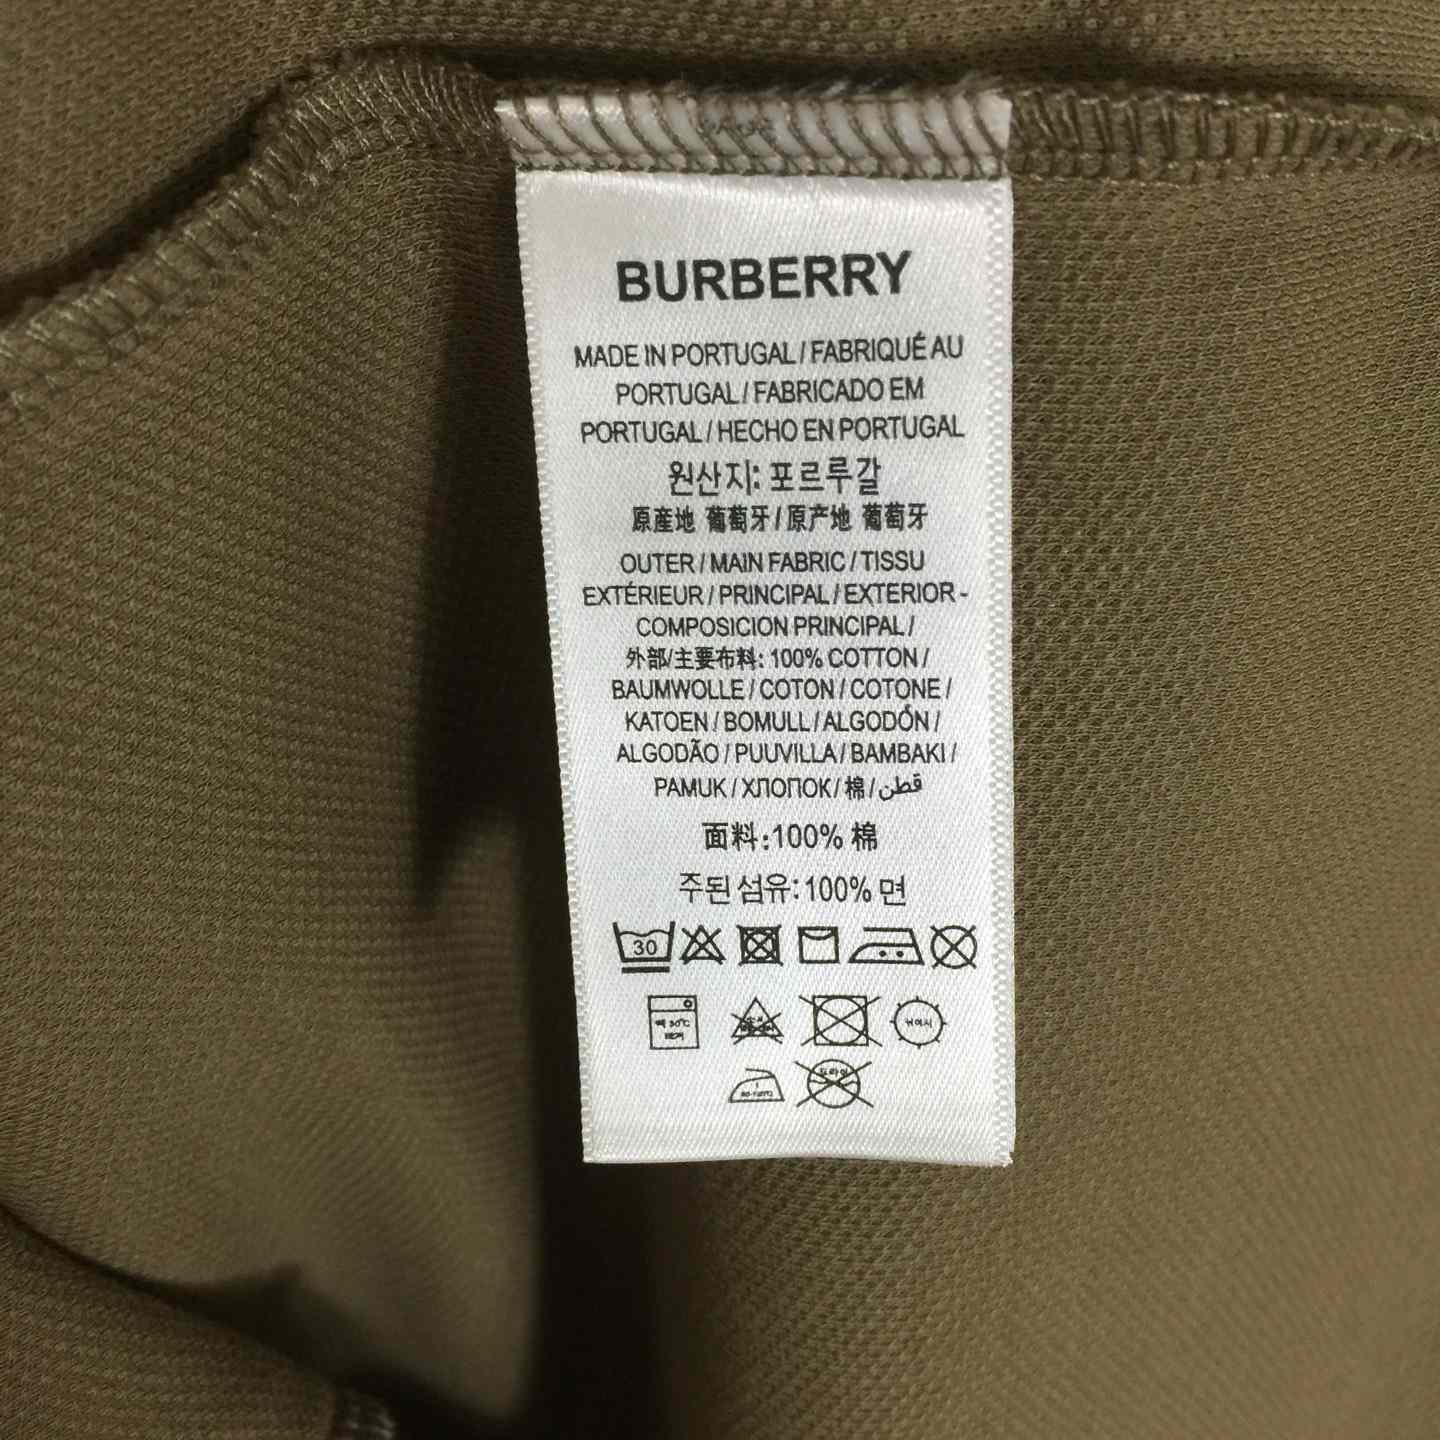 BURBERRY
MADE IN PORTUGAL / FABRIQUÉ AU
PORTUGAL / FABRICADO EM
PORTUGAL / HECHO EN PORTUGAL
원산지: 포르루갈
原産地 葡萄牙 / 原产地 葡萄牙
OUTER / MAIN FABRIC / TISSU
EXTÉRIEUR / PRINCIPAL / EXTERIOR -
COMPOSICION PRINCIPAL /
外部/主要布料: 100% COTTON /
BAUMWOLLE / COTON / COTONE /
KATOEN / BOMULL / ALGODÓN /
ALGODÃO / PUUVILLA / BAMBAKI /
PAMUK / ХЛОПОК / 棉 / قطن
面料:100% 棉
주된 섬유: 100% 면
30